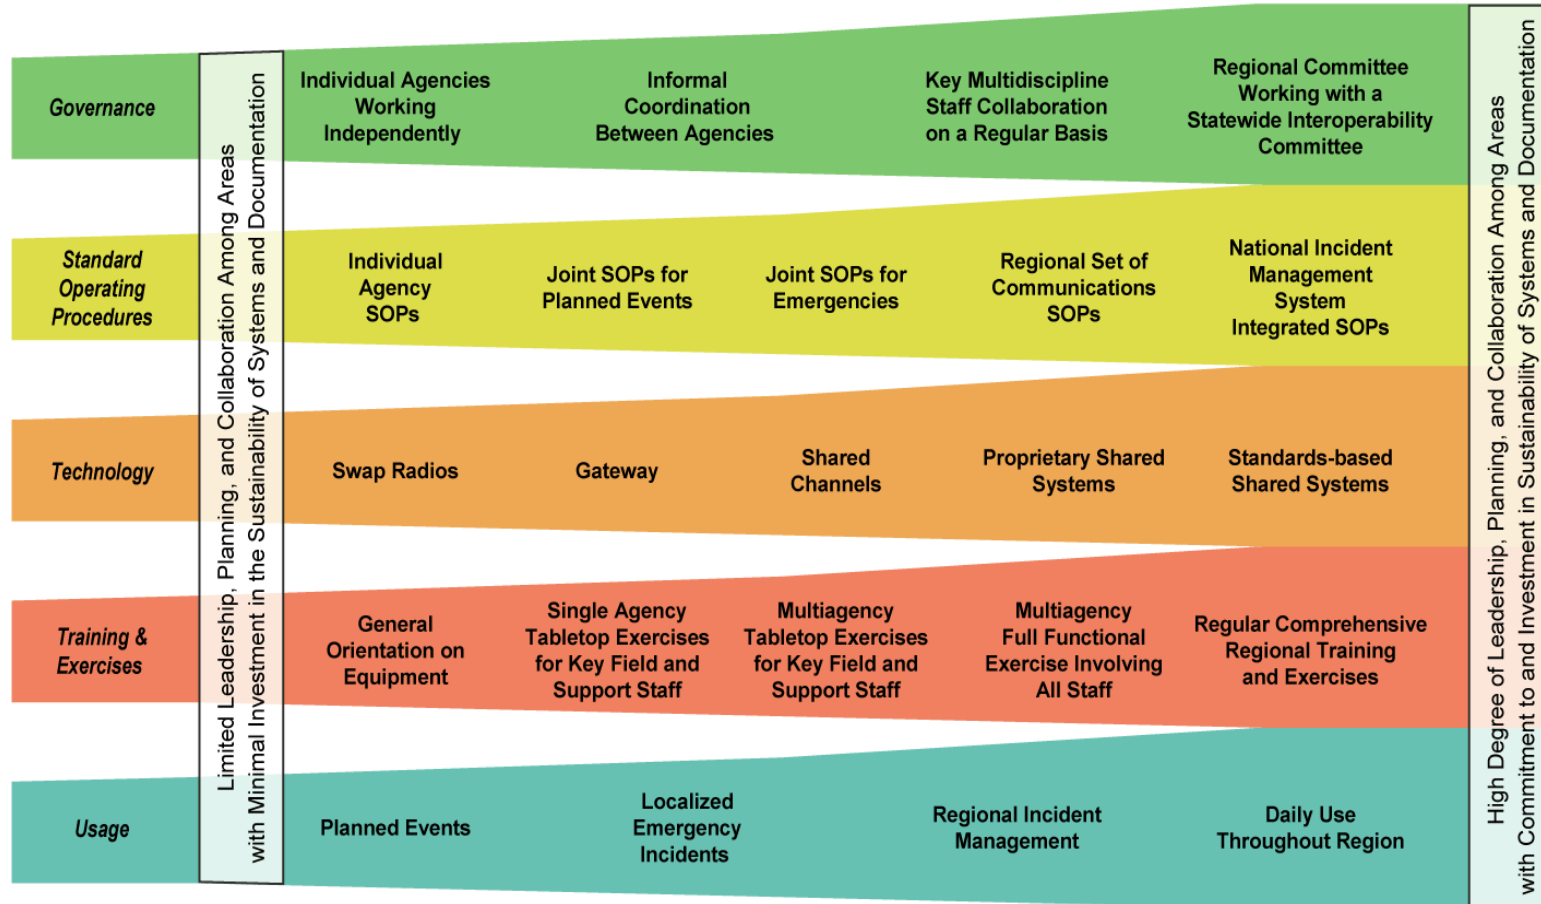 Governance
Limited Leadership, Planning, and Collaboration Among Areas
with Minimal Investment in the Sustainability of Systems and Documentation
Individual Agencies
Working
Independently
Informal
Coordination
Between Agencies
Key Multidiscipline
Staff Collaboration
on a Regular Basis
Regional Committee
Working with a
Statewide Interoperability
Committee
High Degree of Leadership, Planning, and Collaboration Among Areas
with Commitment to and Investment in Sustainability of Systems and Documentation
Standard
Operating
Procedures
Individual
Agency
SOPs
Joint SOPs for
Planned Events
Joint SOPs for
Emergencies
Regional Set of
Communications
SOPs
National Incident
Management
System
Integrated SOPs
Technology
Swap Radios
Gateway
Shared
Channels
Proprietary Shared
Systems
Standards-based
Shared Systems
Training &
Exercises
General
Orientation on
Equipment
Single Agency
Tabletop Exercises
for Key Field and
Support Staff
Multiagency
Tabletop Exercises
for Key Field and
Support Staff
Multiagency
Full Functional
Exercise Involving
All Staff
Regular Comprehensive
Regional Training
and Exercises
Usage
Planned Events
Localized
Emergency
Incidents
Regional Incident
Management
Daily Use
Throughout Region